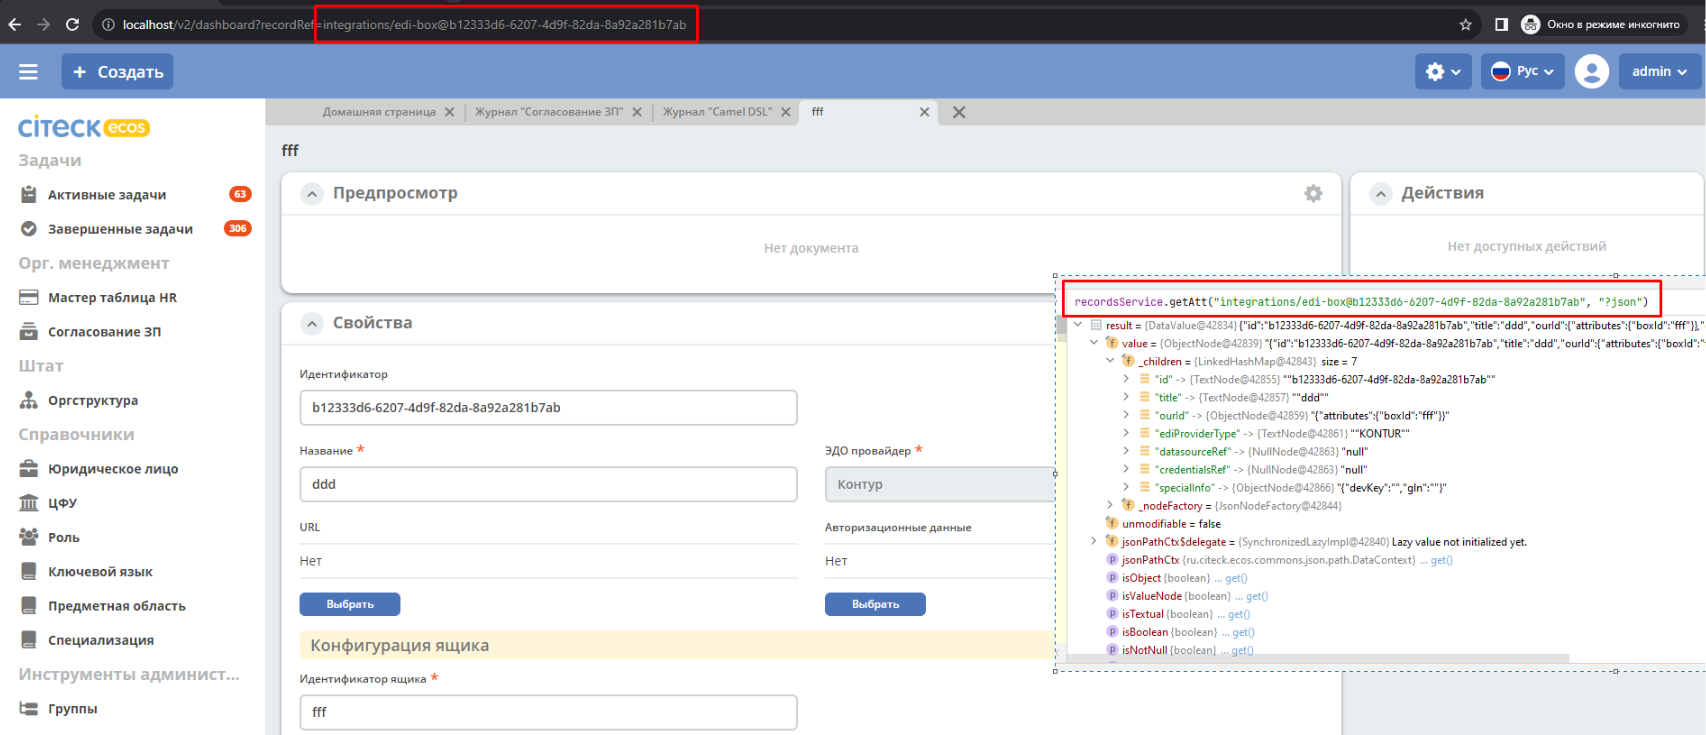 localhost/v2/dashboard?recordRef=integrations/edi-box@b12333d6-6207-4d9f-82da-8a92a281b7ab
Окно в режиме инкогнито
+ Создать
Рус
admin
Домашняя страница
Журнал "Согласование ЗП"
Журнал "Camel DSL"
fff
citeck ecos
Задачи
Активные задачи 63
Завершенные задачи 306
Орг. менеджмент
Мастер таблица HR
Согласование ЗП
Штат
Оргструктура
Справочники
Юридическое лицо
ЦФУ
Роль
Ключевой язык
Предметная область
Специализация
Инструменты админист...
Группы
fff
Предпросмотр
Нет документа
Действия
Нет доступных действий
Свойства
Идентификатор
b12333d6-6207-4d9f-82da-8a92a281b7ab
Название *
ddd
ЭДО провайдер *
Контур
URL
Нет
Выбрать
Авторизационные данные
Нет
Выбрать
Конфигурация ящика
Идентификатор ящика *
fff
recordsService.getAtt("integrations/edi-box@b12333d6-6207-4d9f-82da-8a92a281b7ab", "?json")
result = {DataValue@42834} {"id":"b12333d6-6207-4d9f-82da-8a92a281b7ab","title":"ddd","ourId":{"attributes":{"boxId":"fff"}},"
value = {ObjectNode@42839} "{"id":"b12333d6-6207-4d9f-82da-8a92a281b7ab","title":"ddd","ourId":{"attributes":{"boxId":"
_children = {LinkedHashMap@42843} size = 7
"id" -> {TextNode@42855} ""b12333d6-6207-4d9f-82da-8a92a281b7ab""
"title" -> {TextNode@42857} ""ddd""
"ourId" -> {ObjectNode@42859} "{"attributes":{"boxId":"fff"}}"
"ediProviderType" -> {TextNode@42861} ""KONTUR""
"datasourceRef" -> {NullNode@42863} "null"
"credentialsRef" -> {NullNode@42863} "null"
"specialInfo" -> {ObjectNode@42866} "{"devKey":"","gln":""}"
_nodeFactory = {JsonNodeFactory@42844}
unmodifiable = false
jsonPathCtx$delegate = {SynchronizedLazyImpl@42840} Lazy value not initialized yet.
jsonPathCtx {ru.citeck.ecos.commons.json.path.DataContext} ... get()
isObject {boolean} ... get()
isValueNode {boolean} ... get()
isTextual {boolean} ... get()
isBoolean {boolean} ... get()
isNotNull {boolean} ... get()